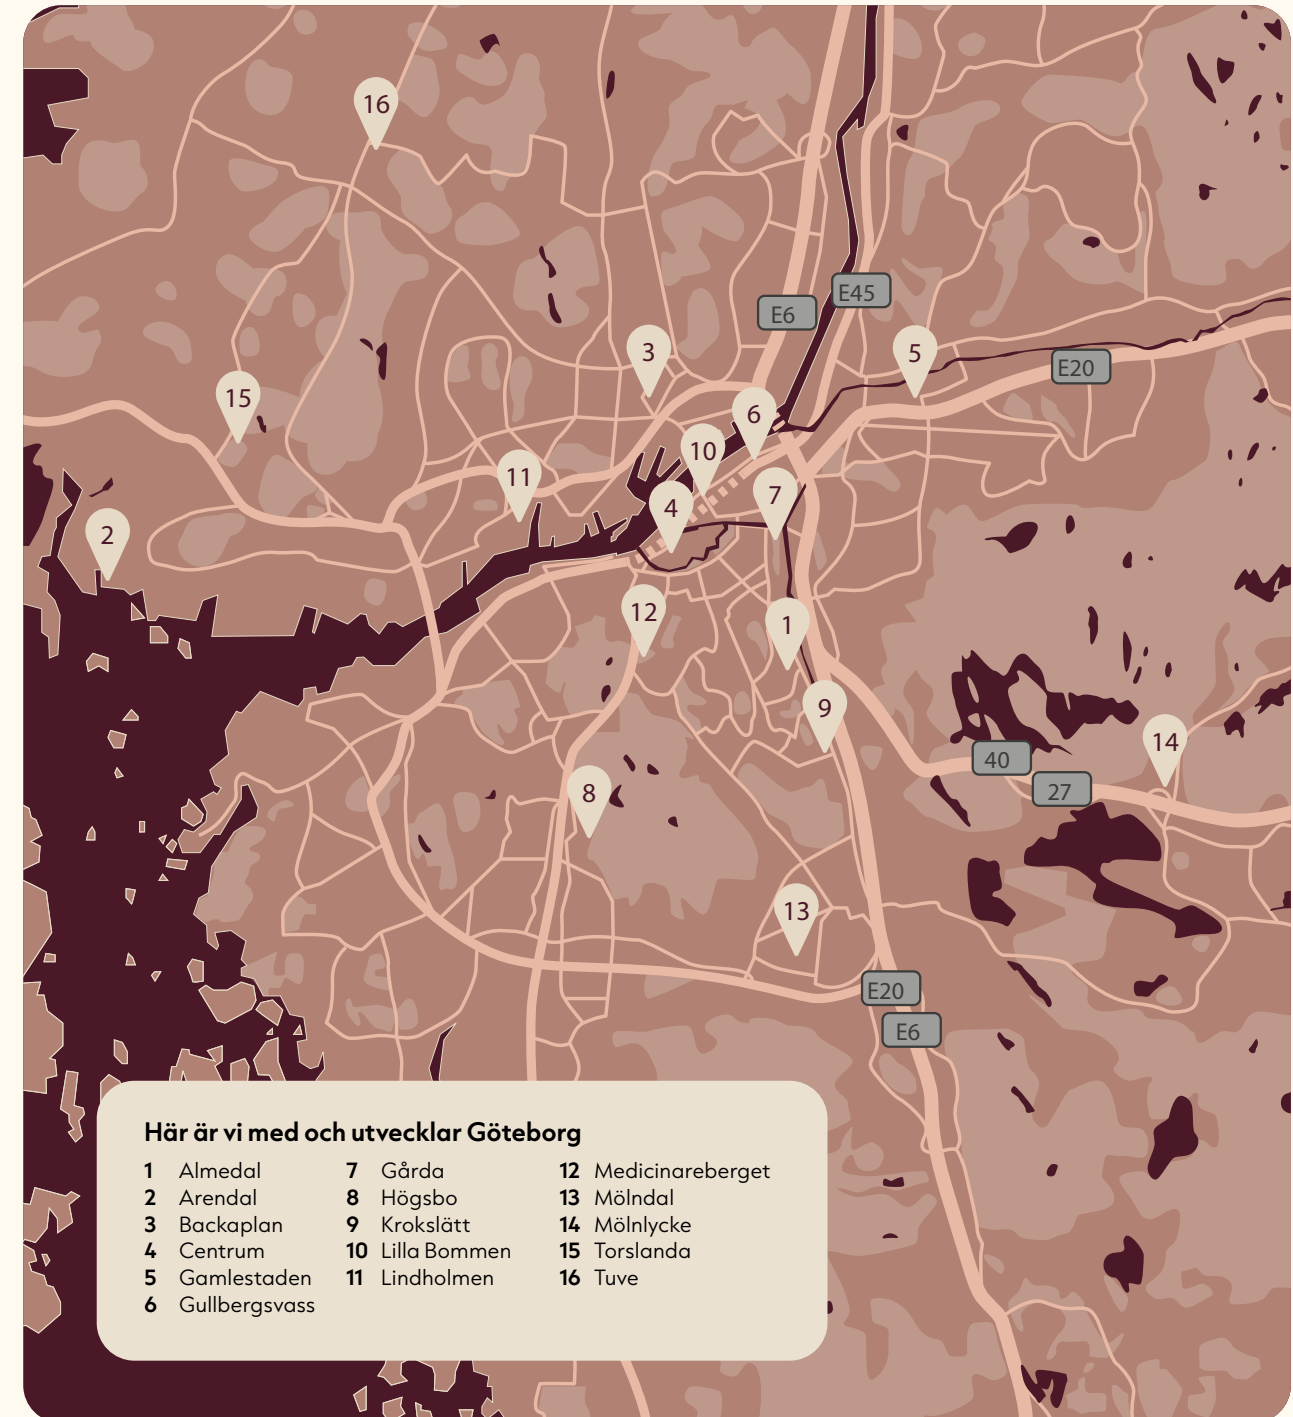 16
E45
E6
3
5
E20
15
6
10
11
7
4
2
12
1
9
14
40
27
8
13
E20
E6
Här är vi med och utvecklar Göteborg
1 Almedal
2 Arendal
3 Backaplan
4 Centrum
5 Gamlestaden
6 Gullbergsvass
7 Gårda
8 Högsbo
9 Krokslätt
10 Lilla Bommen
11 Lindholmen
12 Medicinareberget
13 Mölndal
14 Mölnlycke
15 Torslanda
16 Tuve